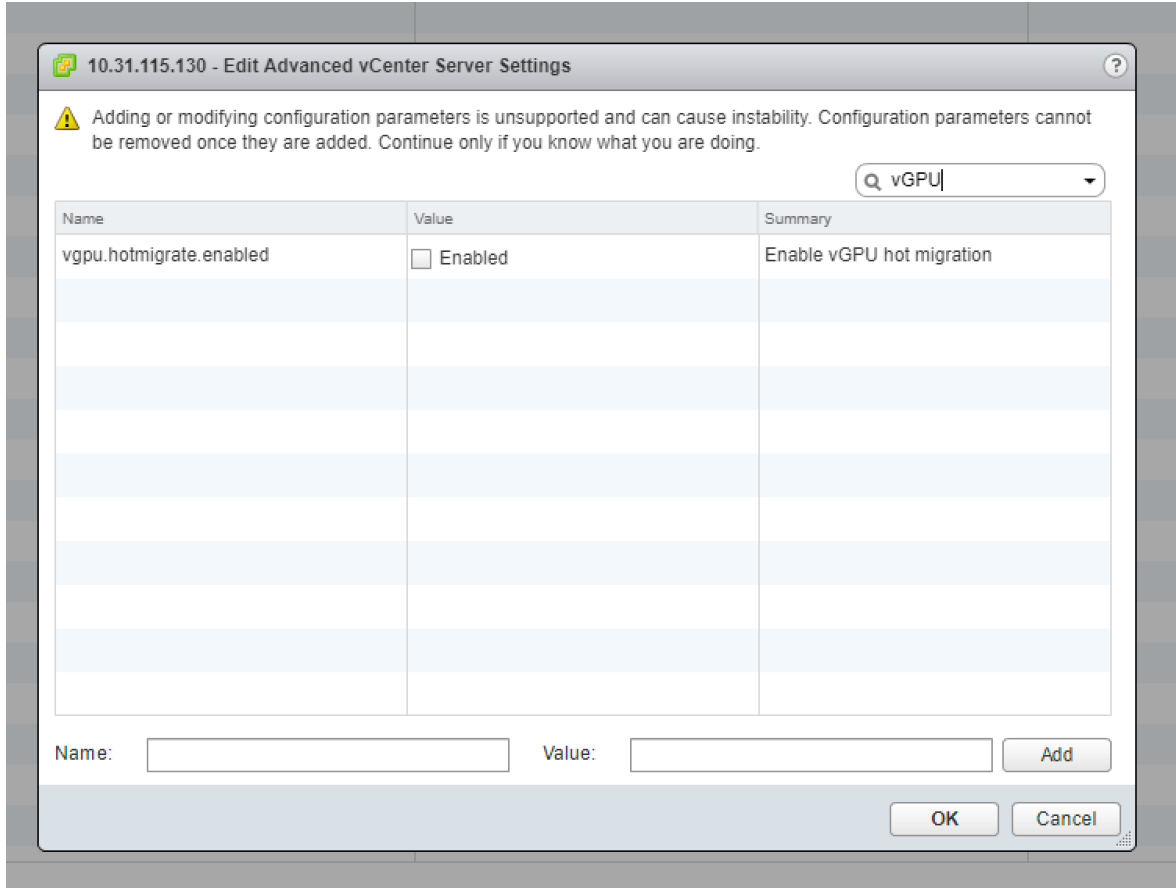 10.31.115.130 - Edit Advanced vCenter Server Settings
?
Adding or modifying configuration parameters is unsupported and can cause instability. Configuration parameters cannot
be removed once they are added. Continue only if you know what you are doing.
vGPU
Name Value Summary
vgpu.hotmigrate.enabled Enabled Enable vGPU hot migration
Name: Value: Add
OK Cancel